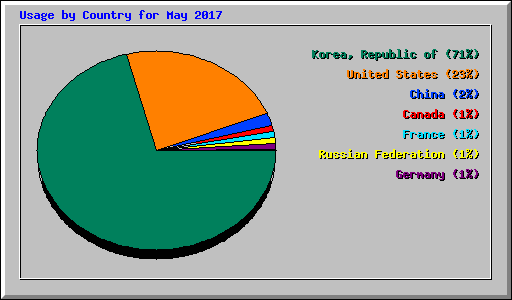 Usage by Country for May 2017
Korea, Republic of (71%)
United States (23%)
China (2%)
Canada (1%)
France (1%)
Russian Federation (1%)
Germany (1%)